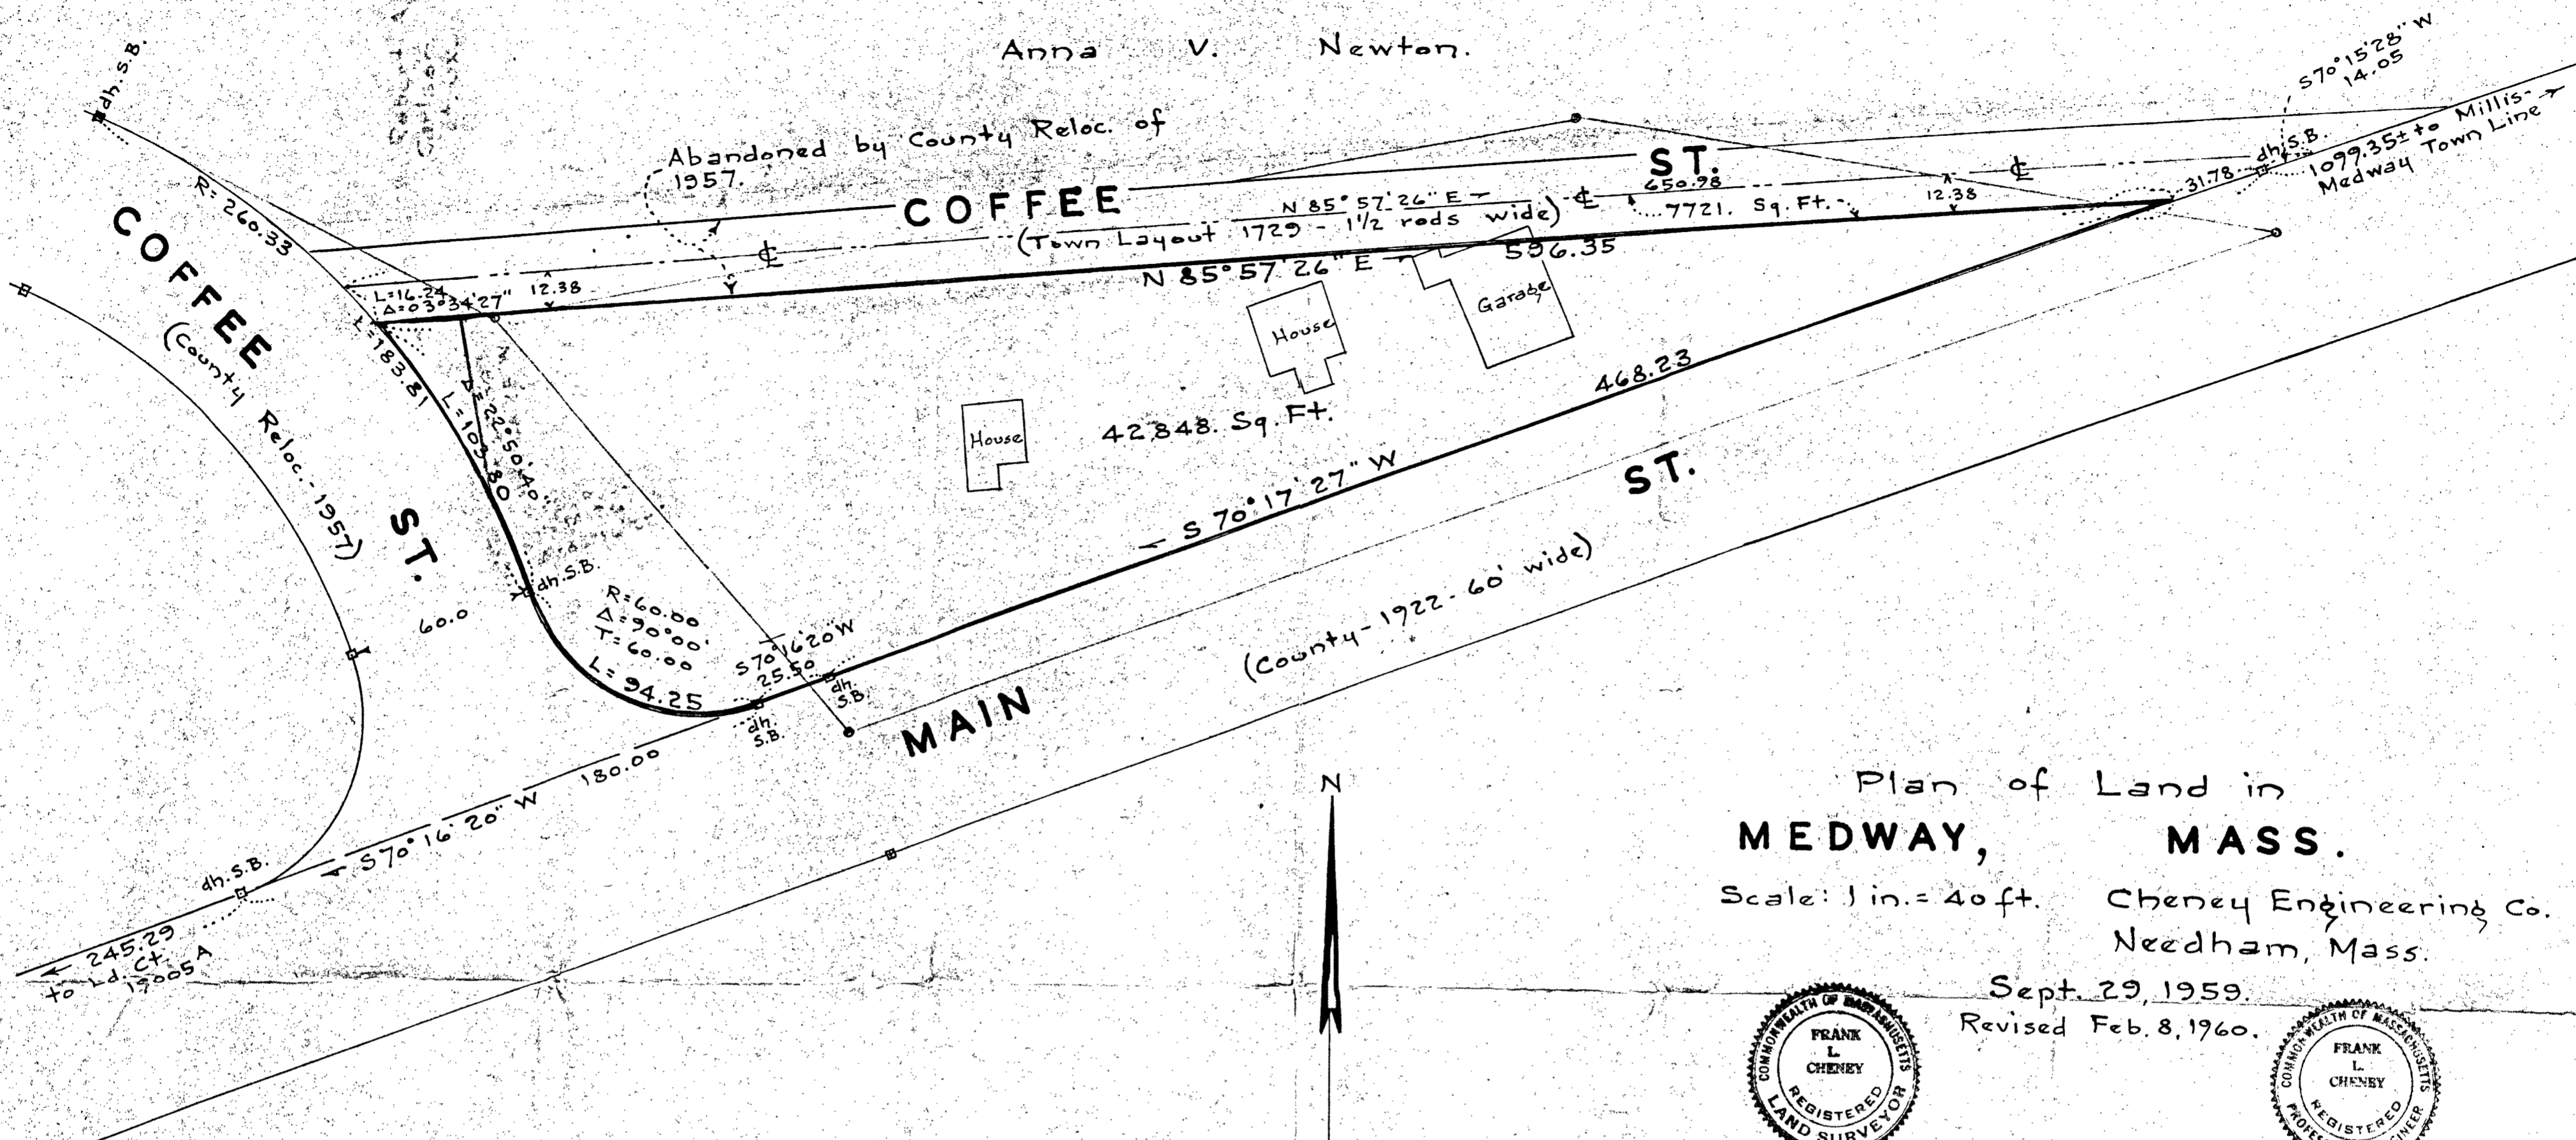 Anna V. Newton.
dh. S.B.
S 70° 15' 28" W
14.05
Abandoned by County Reloc. of
1957.
1099.35± to Millis-
Medway Town Line
dh. S.B.
31.78
R = 260.33
COFFEE ST.
N 85° 57' 26" E
650.98
(Town Layout 1729 - 1 1/2 rods wide)
7721. Sq. Ft.
12.38
L = 16.24
Δ = 03° 34' 27"
12.38
N 85° 57' 26" E
596.35
L = 183.81
COFFEE ST.
(County Reloc. - 1957)
60.0
Δ = 22° 50' 40"
L = 103.80
House
Garage
House
42,848. Sq. Ft.
468.23
S 70° 17' 27" W
dh. S.B.
R = 60.00
Δ = 90° 00'
T = 60.00
L = 94.25
S 70° 16' 20" W
25.50
dh.
S.B.
dh.
S.B.
MAIN ST.
(County - 1922 - 60' wide)
180.00
S 70° 16' 20" W
dh. S.B.
245.29
to Ld. Ct.
19005 A
N
Plan of Land in
MEDWAY, MASS.
Scale: 1 in. = 40 ft.
Cheney Engineering Co.
Needham, Mass.
Sept. 29, 1959.
Revised Feb. 8, 1960.
COMMONWEALTH OF MASSACHUSETTS
FRANK
L.
CHENEY
REGISTERED
LAND SURVEYOR
COMMONWEALTH OF MASSACHUSETTS
FRANK
L.
CHENEY
REGISTERED